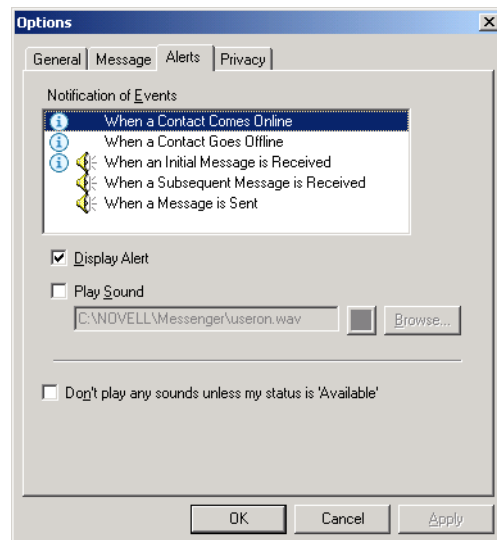 Options
General Message Alerts Privacy
Notification of Events
When a Contact Comes Online
When a Contact Goes Offline
When an Initial Message is Received
When a Subsequent Message is Received
When a Message is Sent
Display Alert
Play Sound
C:\NOVELL\Messenger\useron.wav Browse...
Don't play any sounds unless my status is 'Available'
OK Cancel Apply